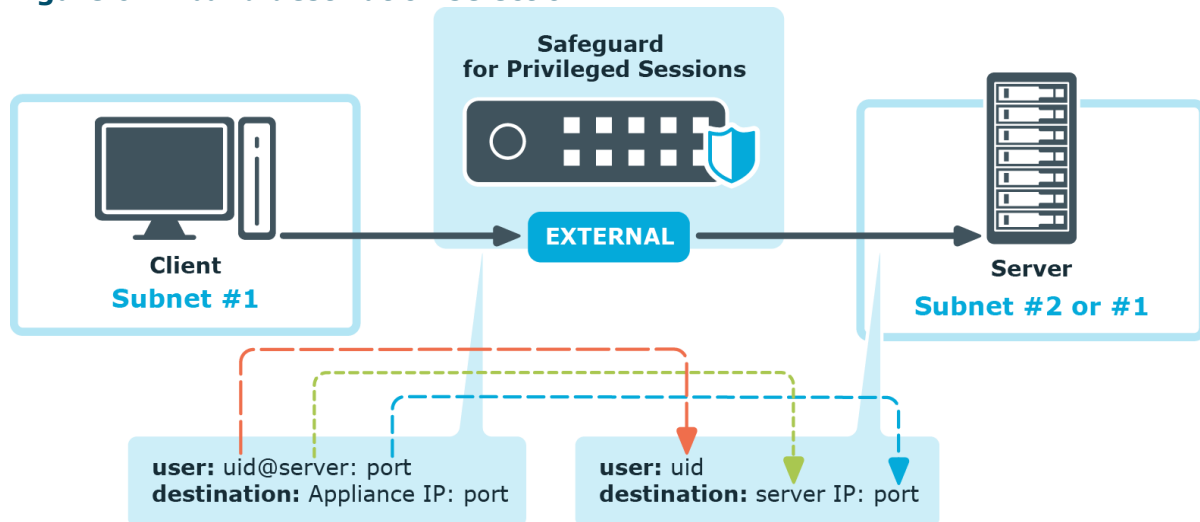 Safeguard
for Privileged Sessions
EXTERNAL
Client
Subnet #1
Server
Subnet #2 or #1
user: uid@server: port
destination: Appliance IP: port
user: uid
destination: server IP: port